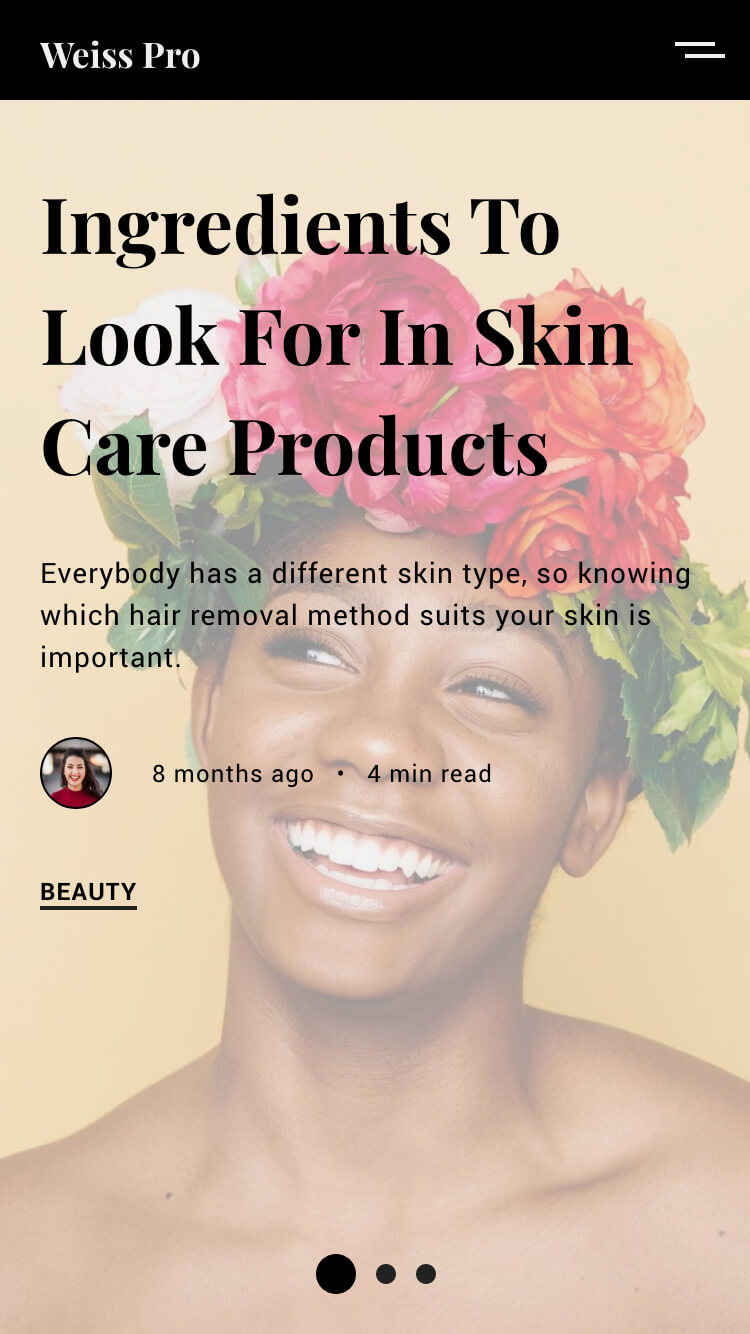 Weiss Pro
Ingredients To
Look For In Skin
Care Products
Everybody has a different skin type, so knowing
which hair removal method suits your skin is
important.
8 months ago • 4 min read
BEAUTY